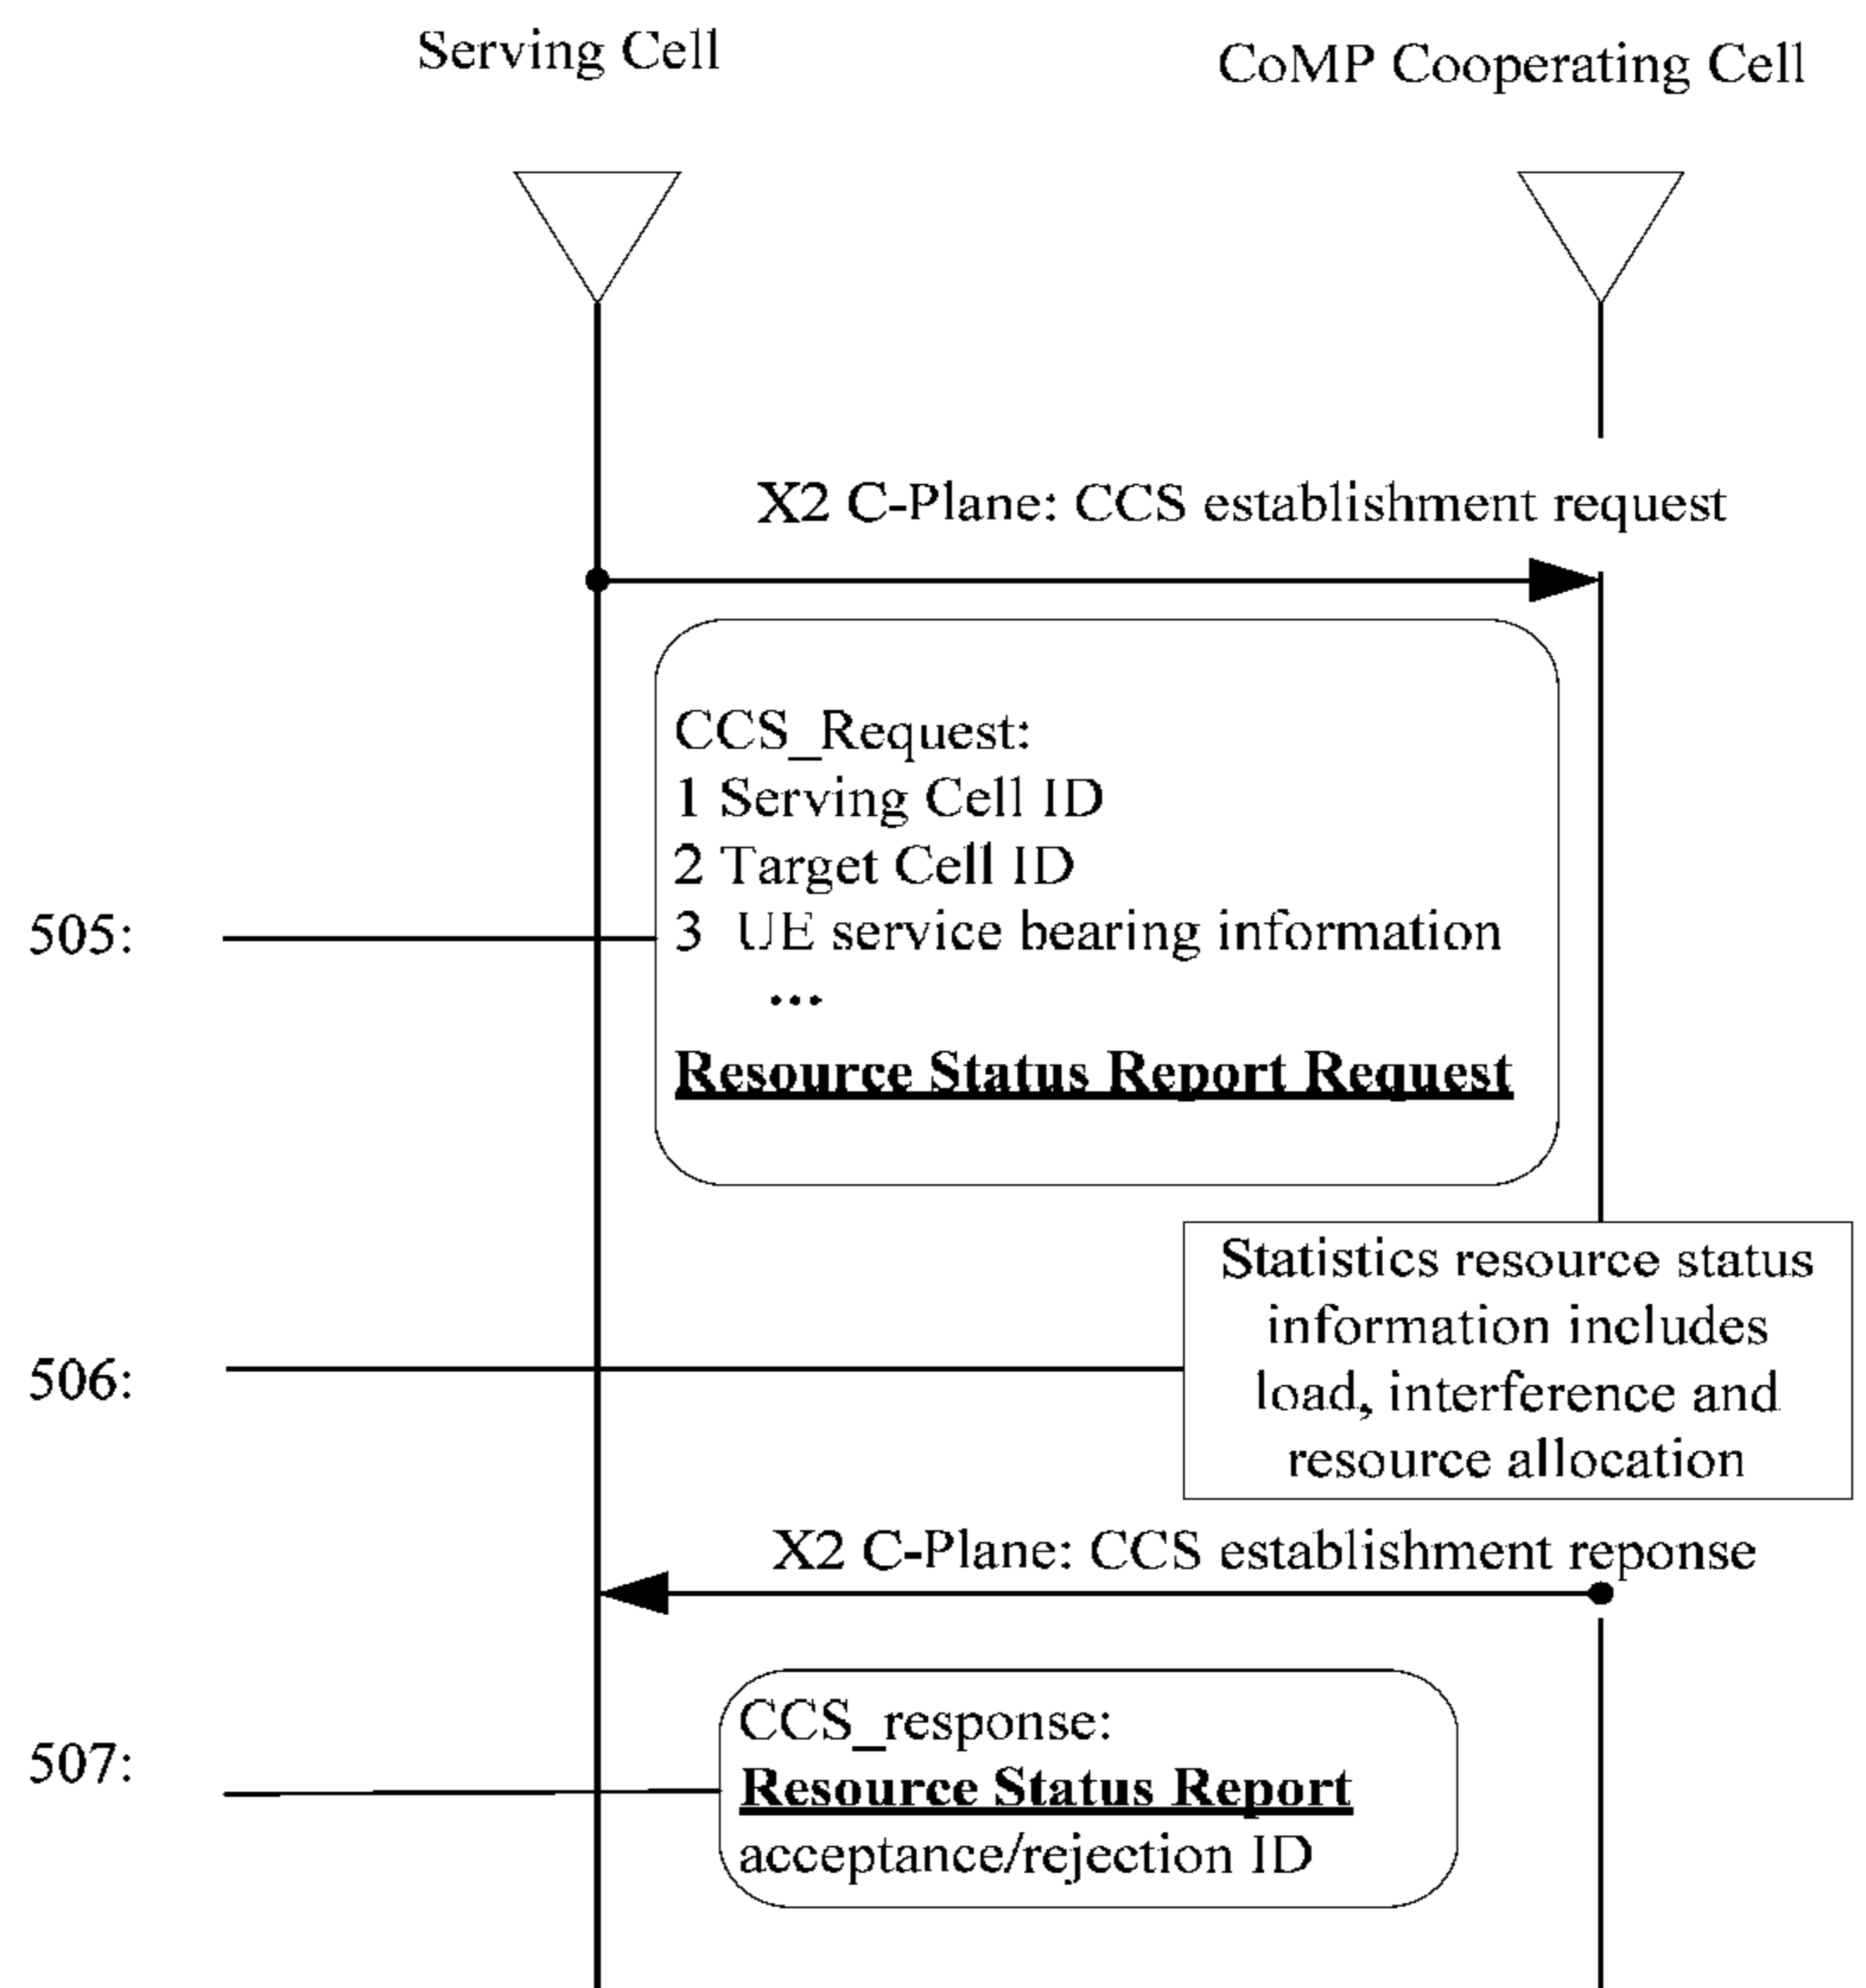 Serving Cell
CoMP Cooperating Cell
X2 C-Plane: CCS establishment request
CCS_Request:
1 Serving Cell ID
2 Target Cell ID
505:
3 UE service bearing information
...
Resource Status Report Request
Statistics resource status
information includes
506:
load, interference and
resource allocation
X2 C-Plane: CCS establishment reponse
CCS_response:
507:
Resource Status Report
acceptance/rejection ID